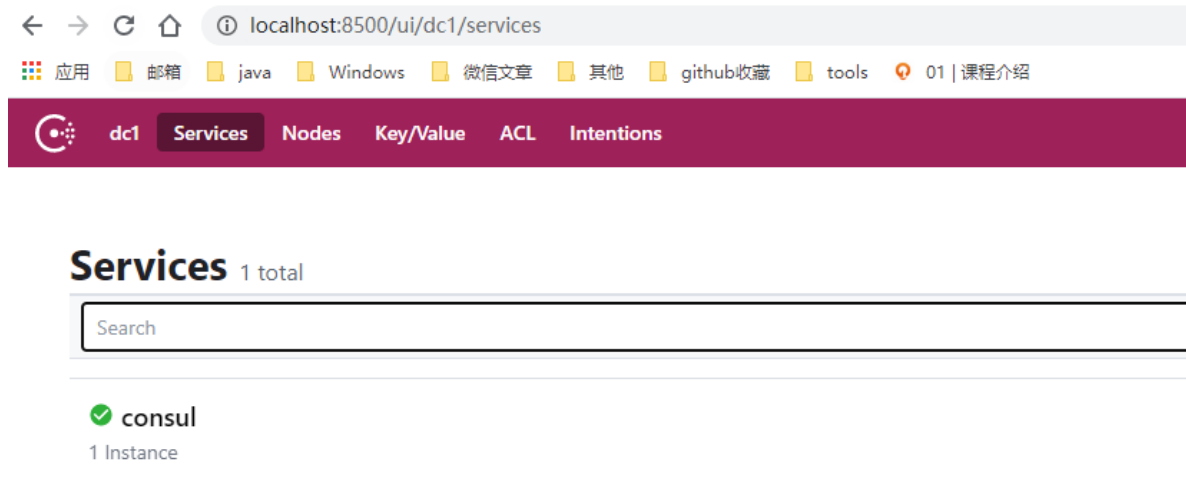 localhost:8500/ui/dc1/services
应用 邮箱 java Windows 微信文章 其他 github收藏 tools 01 | 课程介绍
dc1 Services Nodes Key/Value ACL Intentions
Services 1 total
Search
consul
1 Instance